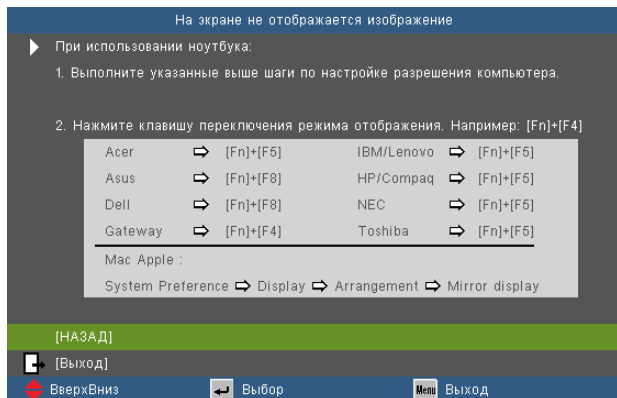 На экране не отображается изображение
При использовании ноутбука:
1. Выполните указанные выше шаги по настройке разрешения компьютера.
2. Нажмите клавишу переключения режима отображения. Например: [Fn]+[F4]
Acer ⇨ [Fn]+[F5] IBM/Lenovo ⇨ [Fn]+[F5]
Asus ⇨ [Fn]+[F8] HP/Compaq ⇨ [Fn]+[F5]
Dell ⇨ [Fn]+[F8] NEC ⇨ [Fn]+[F5]
Gateway ⇨ [Fn]+[F4] Toshiba ⇨ [Fn]+[F5]
Mac Apple :
System Preference ⇨ Display ⇨ Arrangement ⇨ Mirror display
[НАЗАД]
[Выход]
ВверхВниз Выбор Menu Выход